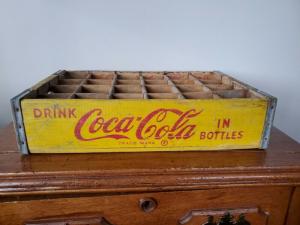 DRINK
Coca-Cola
IN
BOTTLES
TRADE MARK ®